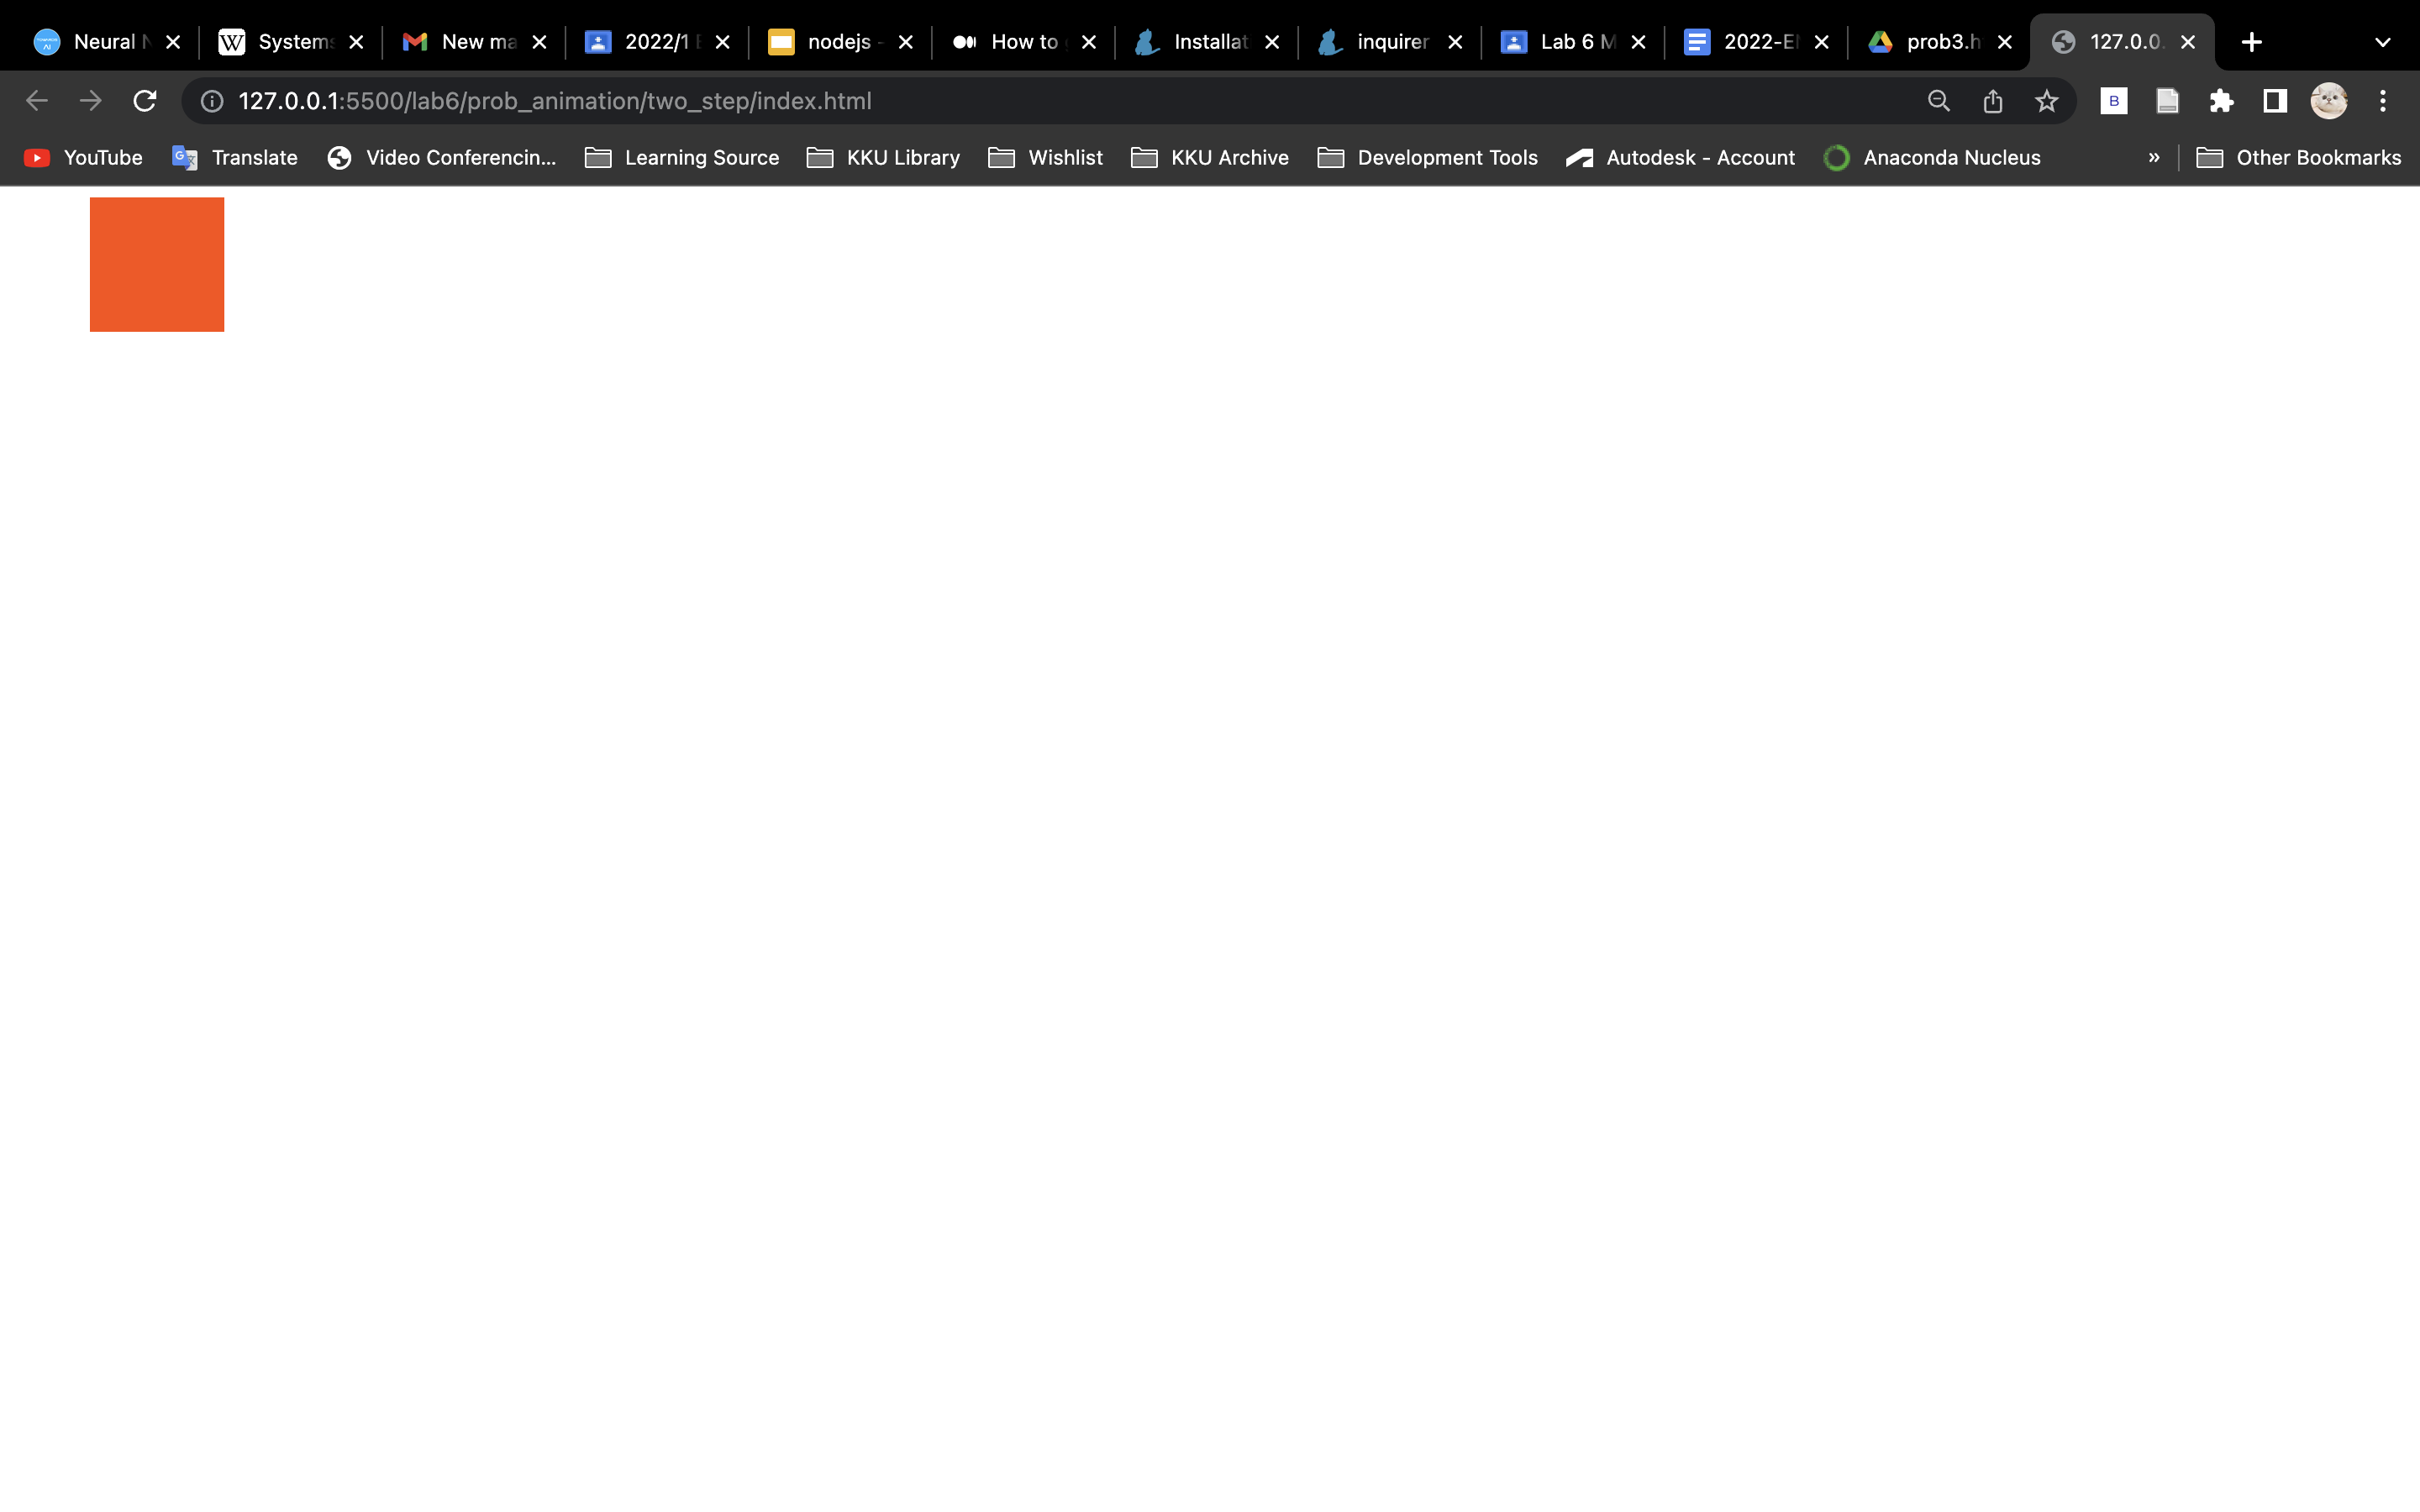 Neural N Systems New ma 2022/1 E nodejs - How to Installat inquirer Lab 6 M 2022-E prob3.h 127.0.0.
127.0.0.1:5500/lab6/prob_animation/two_step/index.html B
YouTube Translate Video Conferencin... Learning Source KKU Library Wishlist KKU Archive Development Tools Autodesk - Account Anaconda Nucleus » Other Bookmarks